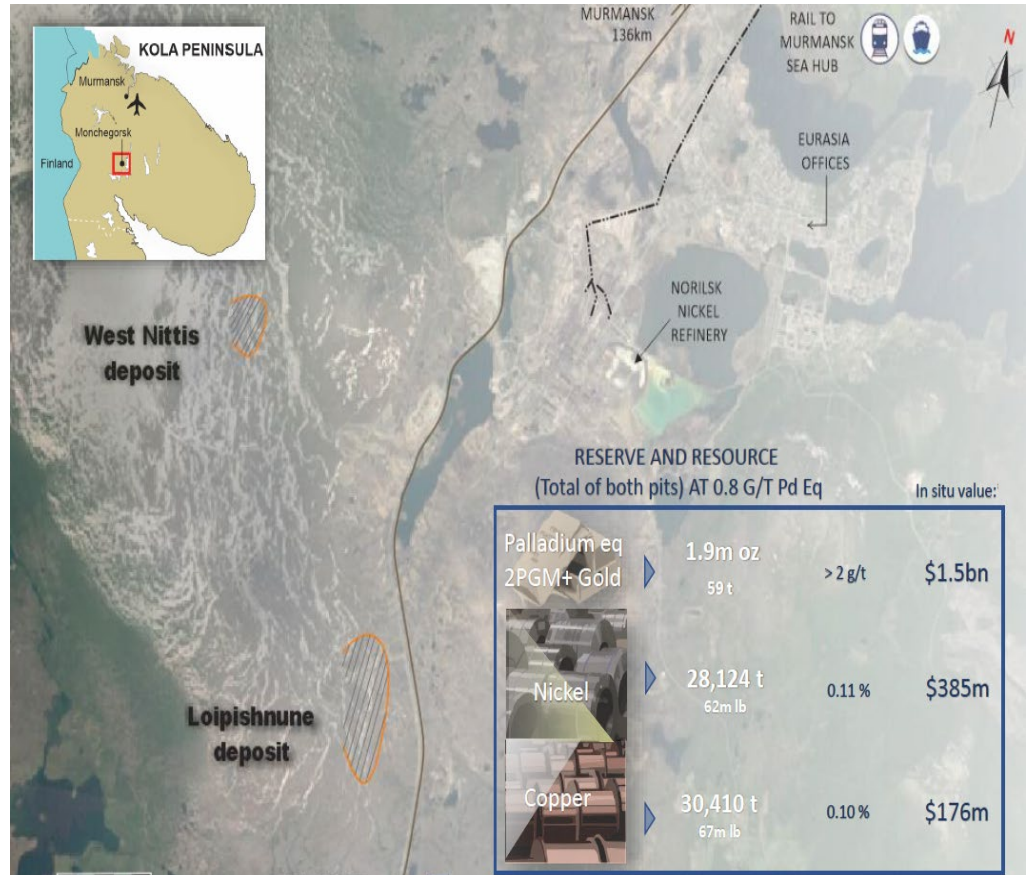 KOLA PENINSULA
Murmansk
Monchegorsk
Finland
MURMANSK
136km
RAIL TO
MURMANSK
SEA HUB
N
EURASIA
OFFICES
NORILSK
NICKEL
REFINERY
West Nittis
deposit
Loipishnune
deposit
RESERVE AND RESOURCE
(Total of both pits) AT 0.8 G/T Pd Eq
In situ value:
Palladium eq
2PGM+ Gold
1.9m oz
59 t
> 2 g/t
$1.5bn
Nickel
28,124 t
62m lb
0.11 %
$385m
Copper
30,410 t
67m lb
0.10 %
$176m